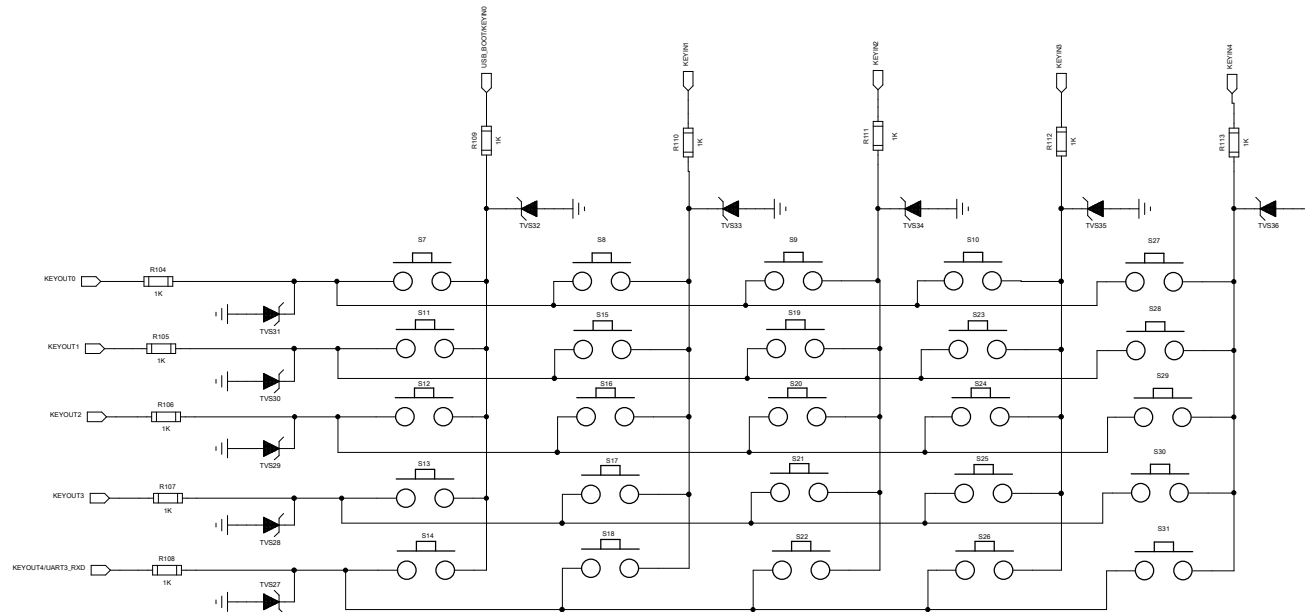 USB_BOOT/KEYIN0
KEYIN1
KEYIN2
KEYIN3
KEYIN4
R109
1K
R110
1K
R111
1K
R112
1K
R113
1K
TVS32
TVS33
TVS34
TVS35
TVS36
S7
S8
S9
S10
S27
KEYOUT0
R104
1K
TVS31
S11
S15
S19
S23
S28
KEYOUT1
R105
1K
TVS30
S12
S16
S20
S24
S29
KEYOUT2
R106
1K
TVS29
S13
S17
S21
S25
S30
KEYOUT3
R107
1K
TVS28
S14
S18
S22
S26
S31
KEYOUT4/UART3_RXD
R108
1K
TVS27